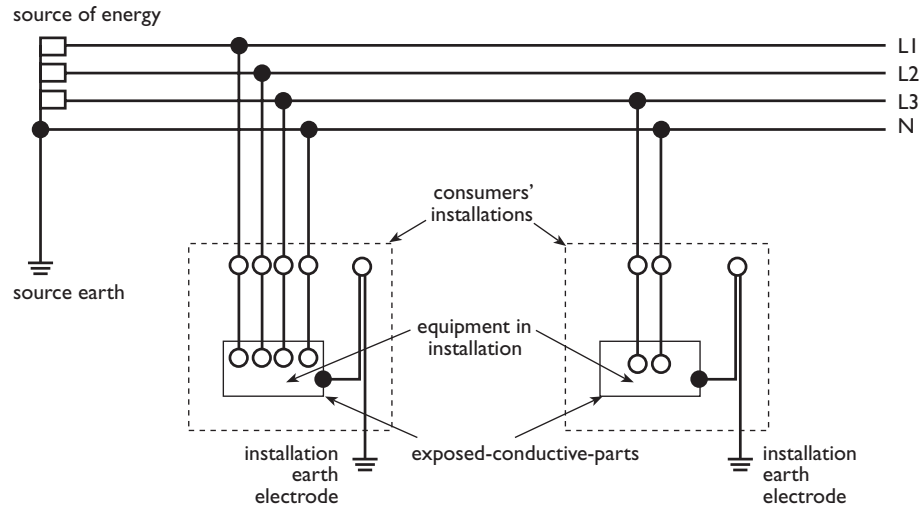 source of energy
L1
L2
L3
N
consumers’
installations
source earth
equipment in
installation
installation
earth
electrode
exposed-conductive-parts
installation
earth
electrode